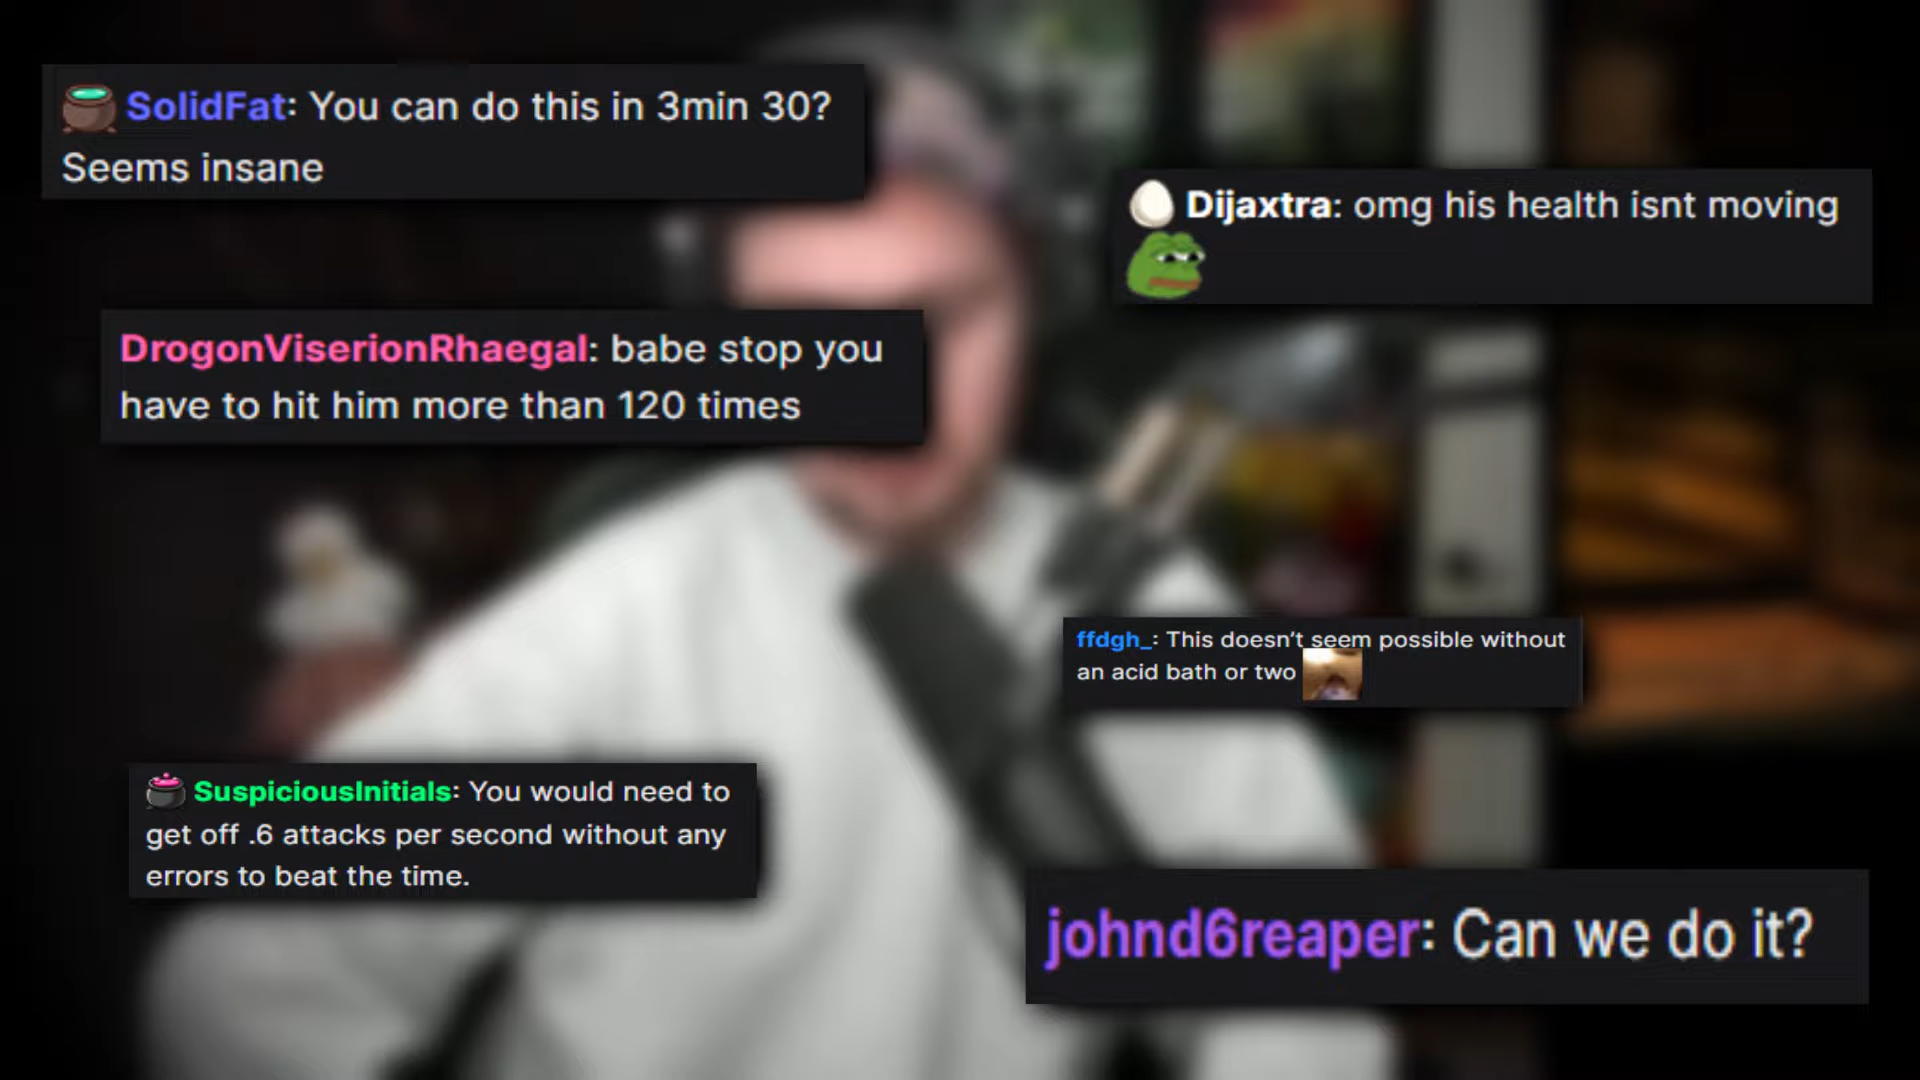 SolidFat: You can do this in 3min 30?
Seems insane
Dijaxtra: omg his health isnt moving
DrogonViserionRhaegal: babe stop you
have to hit him more than 120 times
ffdgh_: This doesn't seem possible without
an acid bath or two
SuspiciousInitials: You would need to
get off .6 attacks per second without any
errors to beat the time.
johnd6reaper: Can we do it?